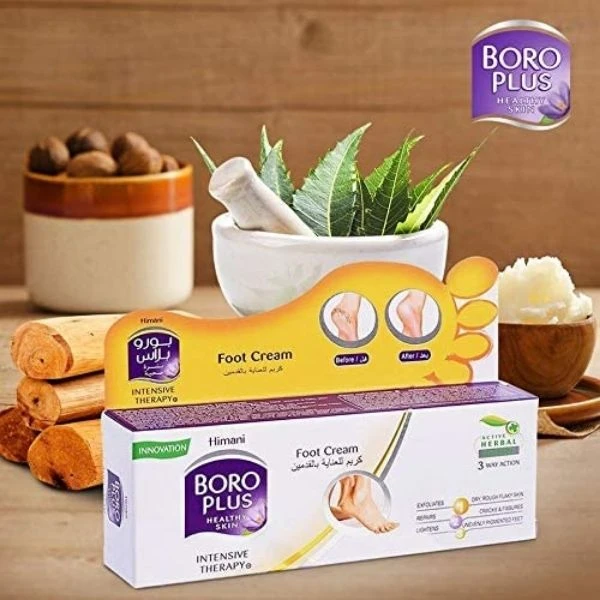 BORO
PLUS
HEALTHY
SKIN
Himani
بورو
بلاس
INTENSIVE
THERAPY
Foot Cream
كريم للعناية بالقدمين
Before / قبل
After / بعد
INNOVATION
Himani
BORO
PLUS
HEALTHY
SKIN
INTENSIVE
THERAPY
Foot Cream
كريم للعناية بالقدمين
ACTIVE
HERBAL
3 WAY ACTION
EXFOLIATES DRY, ROUGH FLAKY SKIN
REPAIRS CRACKS & FISSURES
LIGHTENS UNEVENLY PIGMENTED FEET